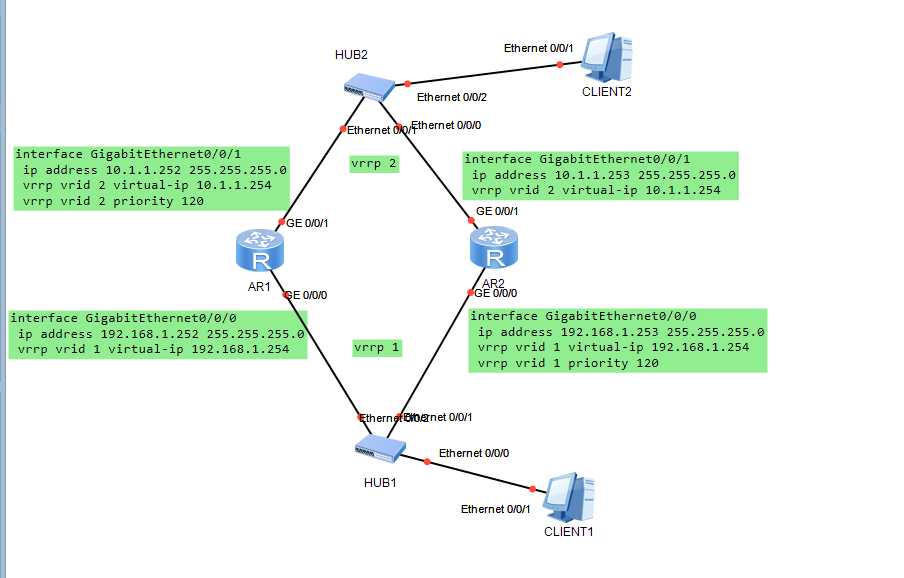 Ethernet 0/0/1
HUB2
CLIENT2
Ethernet 0/0/2
Ethernet 0/0/0
Ethernet 0/0/1
interface GigabitEthernet0/0/1
ip address 10.1.1.252 255.255.255.0
vrrp vrid 2 virtual-ip 10.1.1.254
vrrp vrid 2 priority 120
vrrp 2
interface GigabitEthernet0/0/1
ip address 10.1.1.253 255.255.255.0
vrrp vrid 2 virtual-ip 10.1.1.254
GE 0/0/1
GE 0/0/1
R
R
AR1
AR2
GE 0/0/0
GE 0/0/0
interface GigabitEthernet0/0/0
ip address 192.168.1.252 255.255.255.0
vrrp vrid 1 virtual-ip 192.168.1.254
vrrp 1
interface GigabitEthernet0/0/0
ip address 192.168.1.253 255.255.255.0
vrrp vrid 1 virtual-ip 192.168.1.254
vrrp vrid 1 priority 120
Ethernet 0/0/2
Ethernet 0/0/1
Ethernet 0/0/0
HUB1
Ethernet 0/0/1
CLIENT1